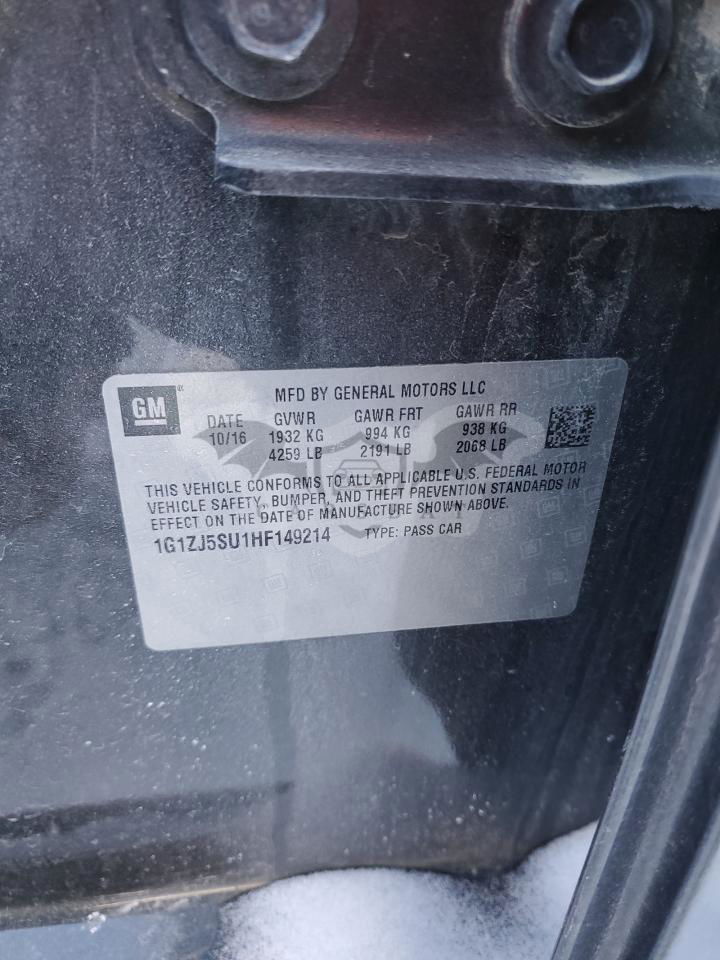 GM
MFD BY GENERAL MOTORS LLC
DATE GVWR GAWR FRT GAWR RR
10/16 1932 KG 994 KG 938 KG
4259 LB 2191 LB 2068 LB
THIS VEHICLE CONFORMS TO ALL APPLICABLE U.S. FEDERAL MOTOR
VEHICLE SAFETY, BUMPER, AND THEFT PREVENTION STANDARDS IN
EFFECT ON THE DATE OF MANUFACTURE SHOWN ABOVE.
1G1ZJ5SU1HF149214 TYPE: PASS CAR